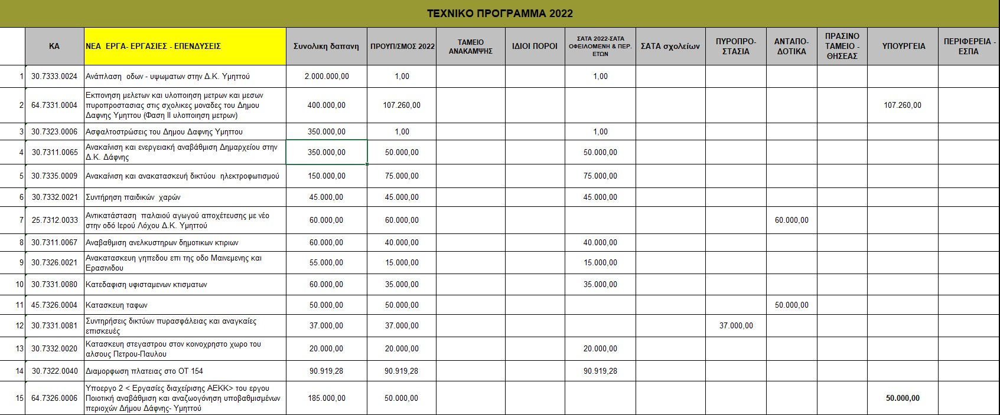 ΤΕΧΝΙΚΟ ΠΡΟΓΡΑΜΜΑ 2022
ΚΑ
ΝΕΑ ΕΡΓΑ- ΕΡΓΑΣΙΕΣ - ΕΠΕΝΔΥΣΕΙΣ
Συνολικη δαπανη
ΠΡΟΥΠ/ΣΜΟΣ 2022
ΤΑΜΕΙΟ
ΑΝΑΚΑΜΨΗΣ
ΙΔΙΟΙ ΠΟΡΟΙ
ΣΑΤΑ 2022-ΣΑΤΑ
ΟΦΕΙΛΟΜΕΝΗ & ΠΕΡ.
ΕΤΩΝ
ΣΑΤΑ σχολείων
ΠΥΡΟΠΡΟ-
ΣΤΑΣΙΑ
ΑΝΤΑΠΟ-
ΔΟΤΙΚΑ
ΠΡΑΣΙΝΟ
ΤΑΜΕΙΟ -
ΘΗΣΕΑΣ
ΥΠΟΥΡΓΕΙΑ
ΠΕΡΙΦΕΡΕΙΑ -
ΕΣΠΑ
1 30.7333.0024 Ανάπλαση οδων - υψωματων στην Δ.Κ. Υμηττού 2.000.000,00 1,00 1,00
2 64.7331.0004 Εκπονηση μελετων και υλοποιηση μετρων και μεσων
πυροπροστασιας στις σχολικες μοναδες του Δημου
Δαφνης Υμηττου (Φαση ΙΙ υλοποιηση μετρων) 400.000,00 107.260,00 107.260,00
3 30.7323.0006 Ασφαλτοστρώσεις του Δημου Δαφνης Υμηττου 350.000,00 1,00 1,00
4 30.7311.0065 Ανακαίνιση και ενεργειακή αναβάθμιση Δημαρχείου στην
Δ.Κ. Δάφνης 350.000,00 50.000,00 50.000,00
5 30.7335.0009 Ανακαίνιση και ανακατασκευή δικτύου ηλεκτροφωτισμού 150.000,00 75.000,00 75.000,00
6 30.7332.0021 Συντήρηση παιδικών χαρών 45.000,00 45.000,00 45.000,00
7 25.7312.0033 Αντικατάσταση παλαιού αγωγού αποχέτευσης με νέο
στην οδό Ιερού Λόχου Δ.Κ. Υμηττού 60.000,00 60.000,00 60.000,00
8 30.7311.0067 Αναβαθμιση ανελκυστηρων δημοτικων κτιριων 60.000,00 40.000,00 40.000,00
9 30.7326.0021 Ανακατασκευη γηπεδου επι της οδο Μαινεμενης και
Ερασινιδου 55.000,00 15.000,00 15.000,00
10 30.7331.0080 Κατεδαφιση υφισταμενων κτισματων 60.000,00 35.000,00 35.000,00
11 45.7326.0004 Κατασκευη ταφων 50.000,00 50.000,00 50.000,00
12 30.7331.0081 Συντηρήσεις δικτύων πυρασφάλειας και αναγκαίες
επισκευές 37.000,00 37.000,00 37.000,00
13 30.7332.0020 Κατασκευη στεγαστρου στον κοινοχρηστο χωρο του
αλσους Πετρου-Παυλου 20.000,00 20.000,00 20.000,00
14 30.7322.0040 Διαμορφωση πλατειας στο ΟΤ 154 90.919,28 90.919,28 90.919,28
15 64.7326.0006 Υποεργο 2 < Εργασίες διαχείρισης ΑΕΚΚ> του εργου
Ποιοτική αναβάθμιση και αναζωογόνηση υποβαθμισμένων
περιοχών Δήμου Δάφνης- Υμηττού 185.000,00 50.000,00 50.000,00